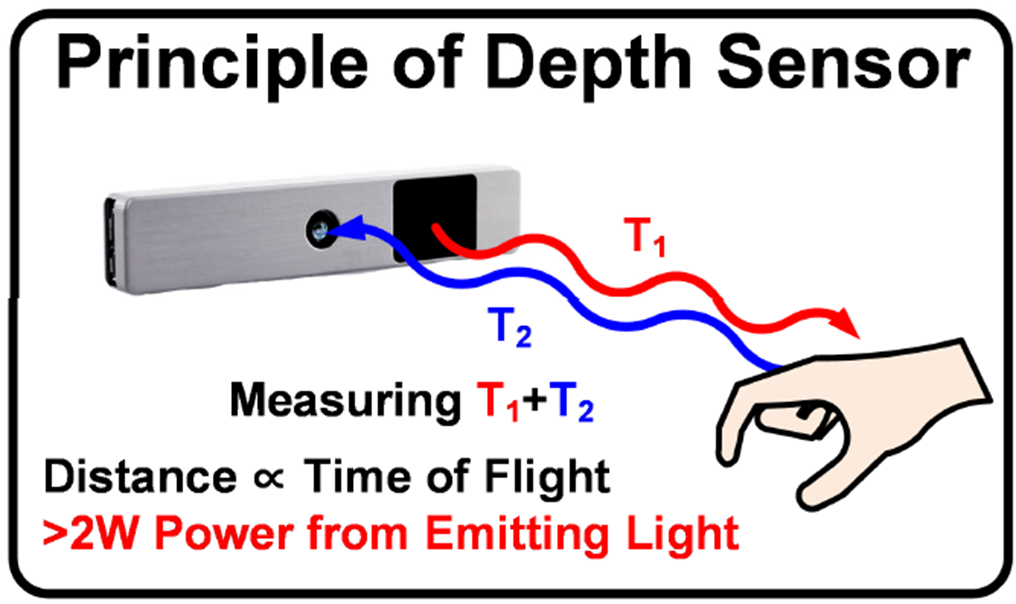 Principle of Depth Sensor
T₁
T₂
Measuring T₁+T₂
Distance ∝ Time of Flight
>2W Power from Emitting Light